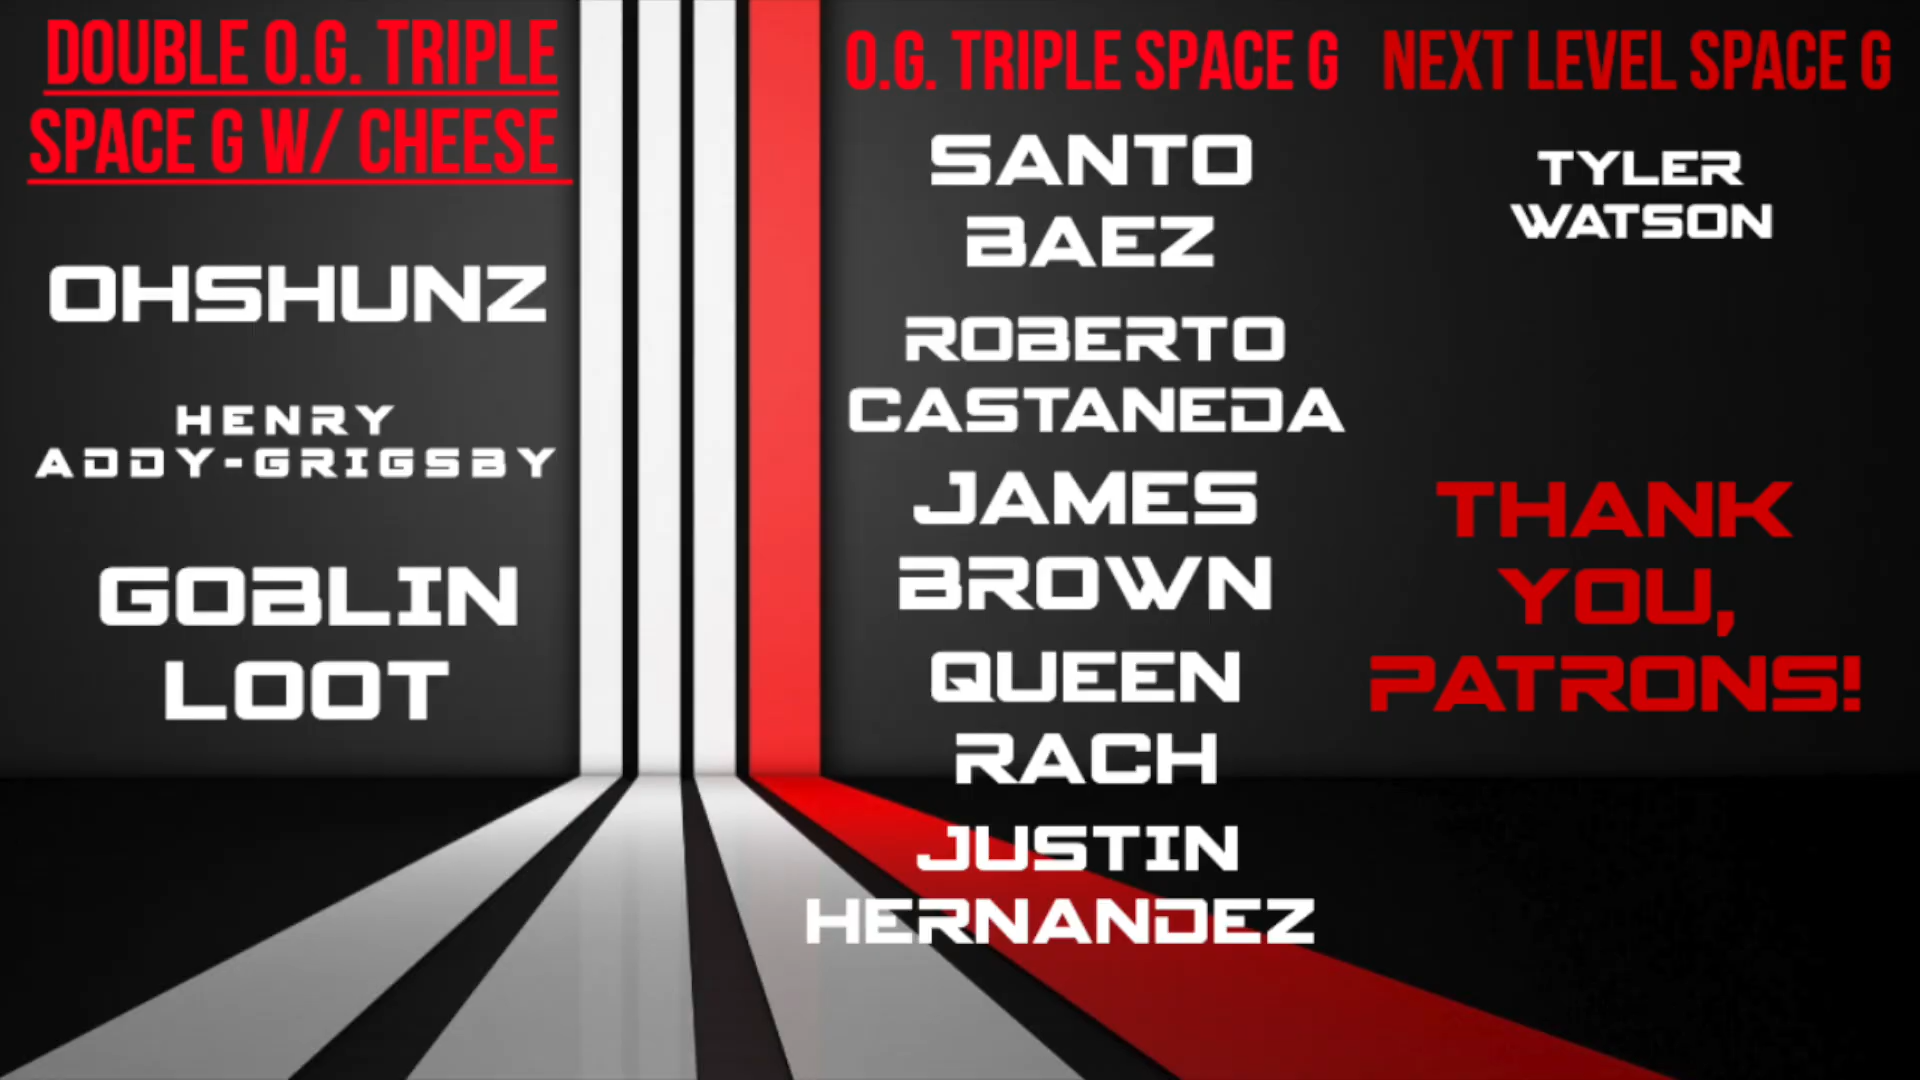 DOUBLE O.G. TRIPLE
SPACE G W/ CHEESE
OHSHUNZ
HENRY
ADDY-GRIGSBY
GOBLIN
LOOT
O.G. TRIPLE SPACE G
SANTO
BAEZ
ROBERTO
CASTANEDA
JAMES
BROWN
QUEEN
RACH
JUSTIN
HERNANDEZ
NEXT LEVEL SPACE G
TYLER
WATSON
THANK
YOU,
PATRONS!